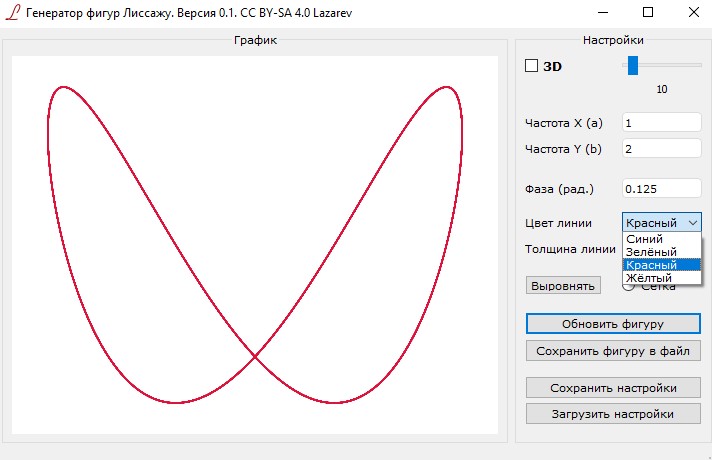 Генератор фигур Лиссажу. Версия 0.1. CC BY-SA 4.0 Lazarev
График
Настройки
3D
10
Частота X (a) 1
Частота Y (b) 2
Фаза (рад.) 0.125
Цвет линии Красный
Синий
Зелёный
Толщина линии
Красный
Жёлтый
Выровнять Сетка
Обновить фигуру
Сохранить фигуру в файл
Сохранить настройки
Загрузить настройки